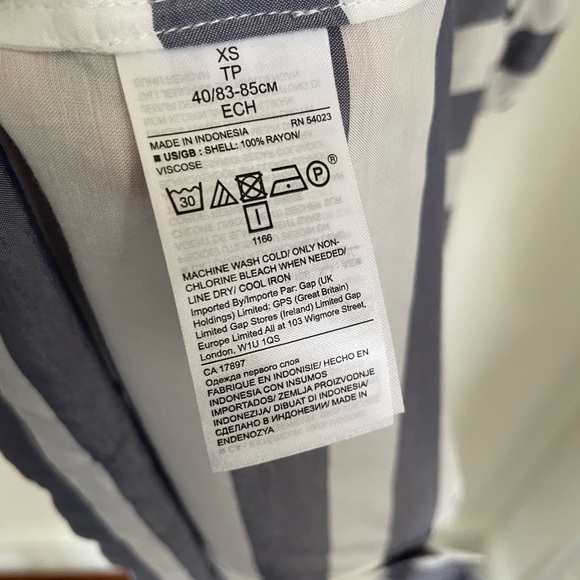 XS
TP
40/83-85CM
ECH
MADE IN INDONESIA RN 54023
■ US/GB : SHELL: 100% RAYON/
VISCOSE
30 P ®
1166
MACHINE WASH COLD/ ONLY NON-
CHLORINE BLEACH WHEN NEEDED/
LINE DRY/ COOL IRON
Imported By/Importe Par: Gap (UK
Holdings) Limited: GPS (Great Britain)
Limited Gap Stores (Ireland) Limited Gap
Europe Limited All at 103 Wigmore Street,
London, W1U 1QS
CA 17897
Одежда первого слоя
FABRIQUE EN INDONISIE/ HECHO EN
INDONESIA CON INSUMOS
IMPORTADOS/ ZEMLJA PROIZVODNJE
INDONEZIJA/ DIBUAT DI INDONESIA/
СДЕЛАНО В ИНДОНЕЗИИ/ MADE IN
ENDENOZYA